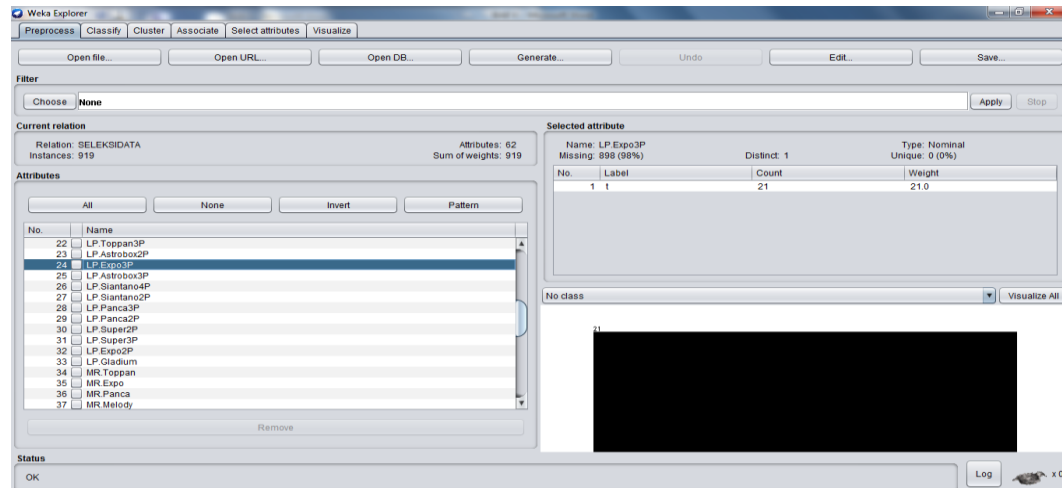 Weka Explorer
Preprocess Classify Cluster Associate Select attributes Visualize
Open file... Open URL... Open DB... Generate... Undo Edit... Save...
Filter
Choose None Apply Stop
Current relation
Relation: SELEKSIDATA Attributes: 62
Instances: 919 Sum of weights: 919
Attributes
All None Invert Pattern
No. Name
22 LP.Toppan3P
23 LP.Astrobox2P
24 LP.Expo3P
25 LP.Astrobox3P
26 LP.Siantano4P
27 LP.Siantano2P
28 LP.Panca3P
29 LP.Panca2P
30 LP.Super2P
31 LP.Super3P
32 LP.Expo2P
33 LP.Gladium
34 MR.Toppan
35 MR.Expo
36 MR.Panca
37 MR.Melody
Remove
Selected attribute
Name: LP.Expo3P Type: Nominal
Missing: 898 (98%) Distinct: 1 Unique: 0 (0%)
No. Label Count Weight
1 t 21 21.0
No class Visualize All
21
Status
OK Log x 0